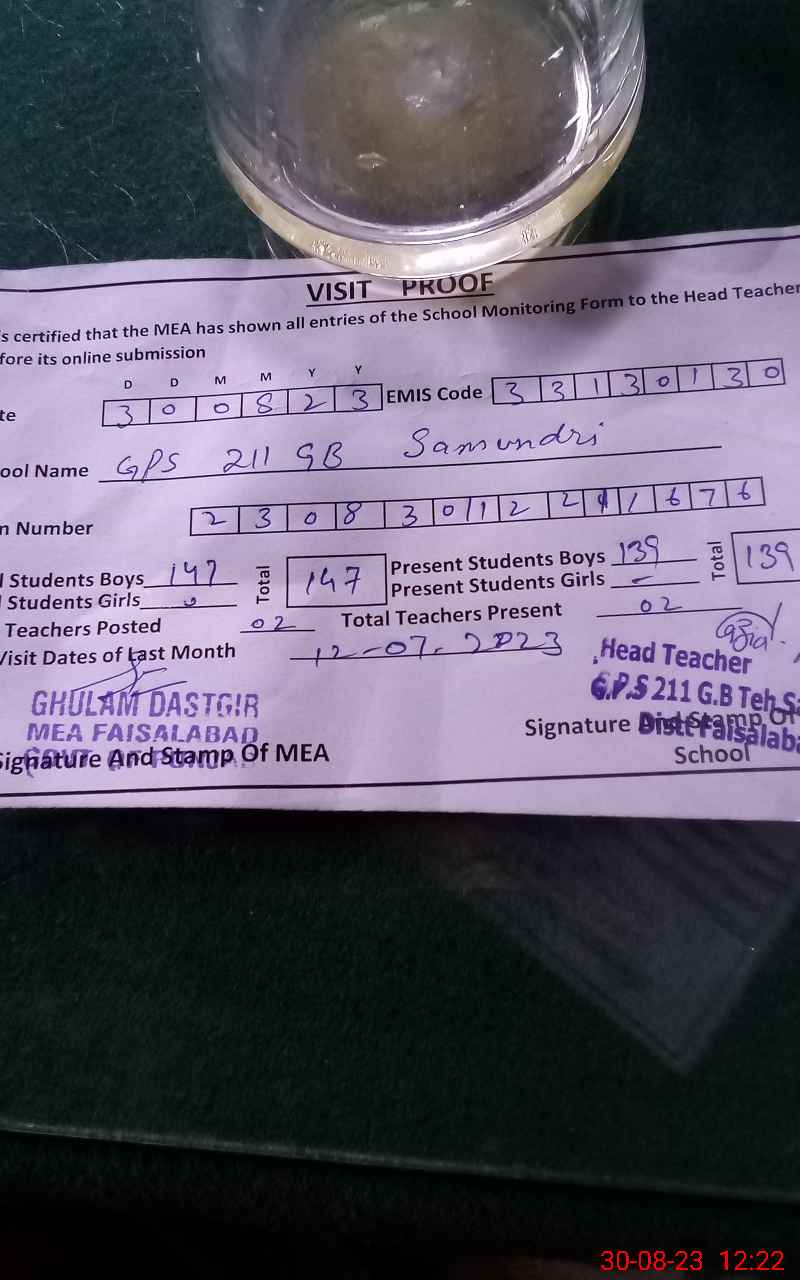 VISIT PROOF
s certified that the MEA has shown all entries of the School Monitoring Form to the Head Teacher
fore its online submission
D D M M Y Y
te 3 0 0 8 2 3 EMIS Code 3 3 1 3 0 1 3 0
ool Name GPS 211 GB Samundri
n Number 2 3 0 8 3 0 1 2 2 1 6 7 6
l Students Boys 147 Total 147 Present Students Boys 139 Total 139
Students Girls 0 Present Students Girls -
Teachers Posted 02 Total Teachers Present 02
Visit Dates of Last Month 12-07-2023
Head Teacher
GHULAM DASTGIR G.P.S 211 G.B Teh Sa
MEA FAISALABAD Signature And Stamp Of
Distt Faisalaba
Signature And Stamp Of MEA School
30-08-23 12:22